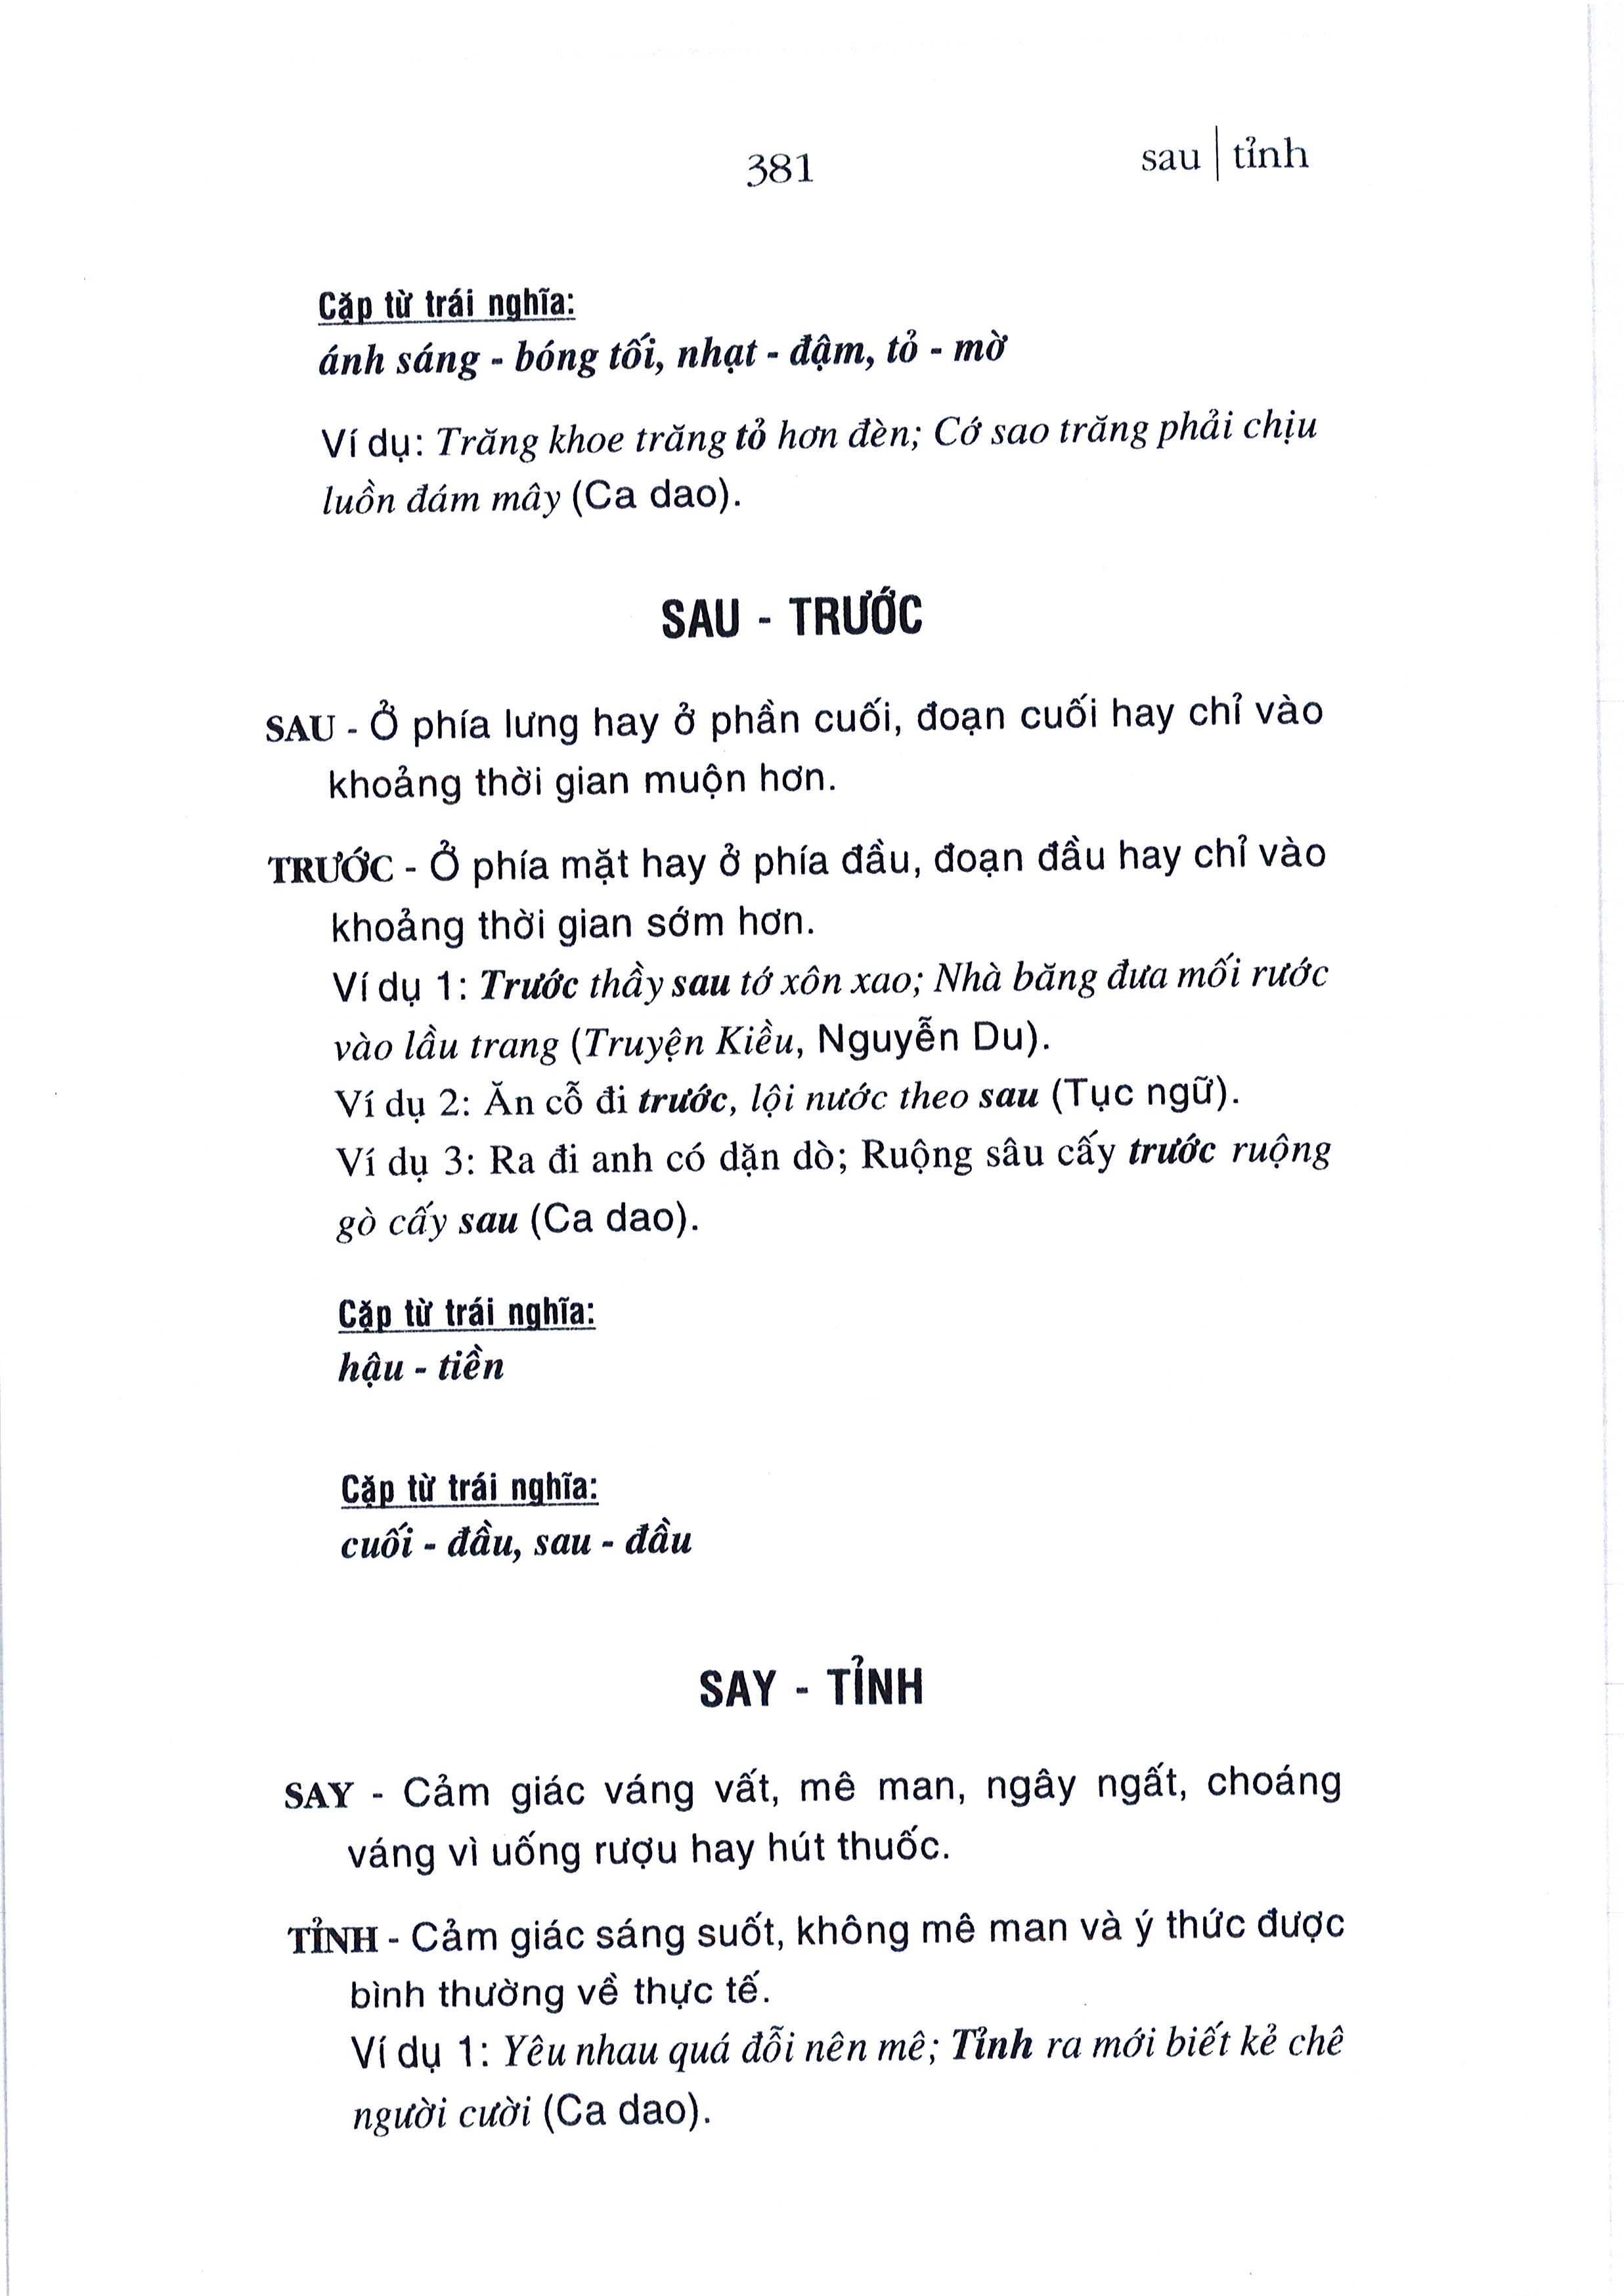 381
sau | tỉnh
Cặp từ trái nghĩa:
ánh sáng - bóng tối, nhạt - đậm, tỏ - mờ
Ví dụ: Trăng khoe trăng tỏ hơn đèn; Cớ sao trăng phải chịu
luồn đám mây (Ca dao).
SAU - TRƯỚC
SAU - Ở phía lưng hay ở phần cuối, đoạn cuối hay chỉ vào
khoảng thời gian muộn hơn.
TRƯỚC - Ở phía mặt hay ở phía đầu, đoạn đầu hay chỉ vào
khoảng thời gian sớm hơn.
Ví dụ 1: Trước thầy sau tớ xôn xao; Nhà băng đưa mối rước
vào lầu trang (Truyện Kiều, Nguyễn Du).
Ví dụ 2: Ăn cỗ đi trước, lội nước theo sau (Tục ngữ).
Ví dụ 3: Ra đi anh có dặn dò; Ruộng sâu cấy trước ruộng
gò cấy sau (Ca dao).
Cặp từ trái nghĩa:
hậu - tiền
Cặp từ trái nghĩa:
cuối - đầu, sau - đầu
SAY - TỈNH
SAY - Cảm giác váng vất, mê man, ngây ngất, choáng
váng vì uống rượu hay hút thuốc.
TỈNH - Cảm giác sáng suốt, không mê man và ý thức được
bình thường về thực tế.
Ví dụ 1: Yêu nhau quá đỗi nên mê; Tỉnh ra mới biết kẻ chê
người cười (Ca dao).